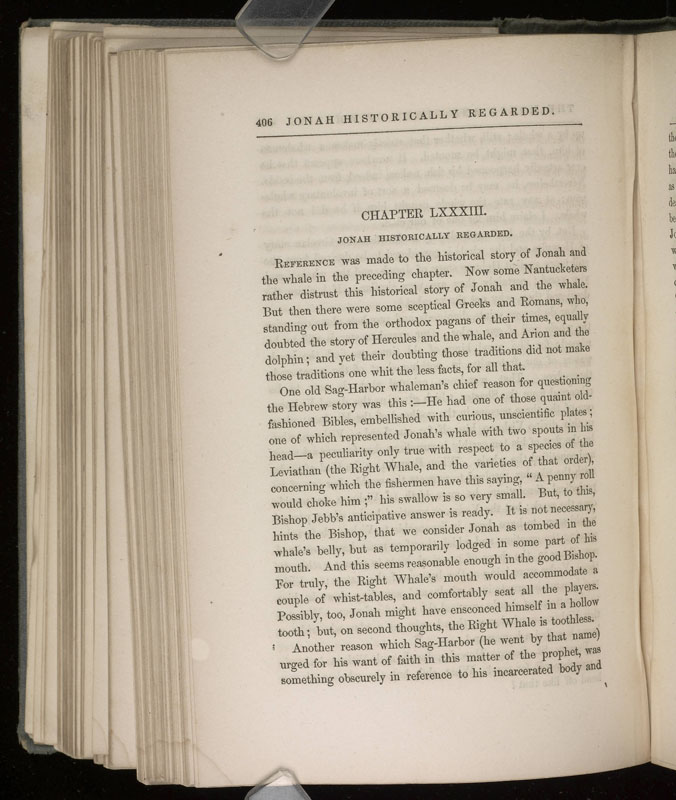 406 JONAH HISTORICALLY REGARDED.
CHAPTER LXXXIII.
JONAH HISTORICALLY REGARDED.
REFERENCE was made to the historical story of Jonah and
the whale in the preceding chapter. Now some Nantucketers
rather distrust this historical story of Jonah and the whale.
But then there were some sceptical Greeks and Romans, who,
standing out from the orthodox pagans of their times, equally
doubted the story of Hercules and the whale, and Arion and the
dolphin; and yet their doubting those traditions did not make
those traditions one whit the less facts, for all that.
One old Sag-Harbor whaleman's chief reason for questioning
the Hebrew story was this:—He had one of those quaint old-
fashioned Bibles, embellished with curious, unscientific plates;
one of which represented Jonah's whale with two spouts in his
head—a peculiarity only true with respect to a species of the
Leviathan (the Right Whale, and the varieties of that order),
concerning which the fishermen have this saying, "A penny roll
would choke him;" his swallow is so very small. But, to this,
Bishop Jebb's anticipative answer is ready. It is not necessary,
hints the Bishop, that we consider Jonah as tombed in the
whale's belly, but as temporarily lodged in some part of his
mouth. And this seems reasonable enough in the good Bishop.
For truly, the Right Whale's mouth would accommodate a
couple of whist-tables, and comfortably seat all the players.
Possibly, too, Jonah might have ensconced himself in a hollow
tooth; but, on second thoughts, the Right Whale is toothless.
Another reason which Sag-Harbor (he went by that name)
urged for his want of faith in this matter of the prophet, was
something obscurely in reference to his incarcerated body and